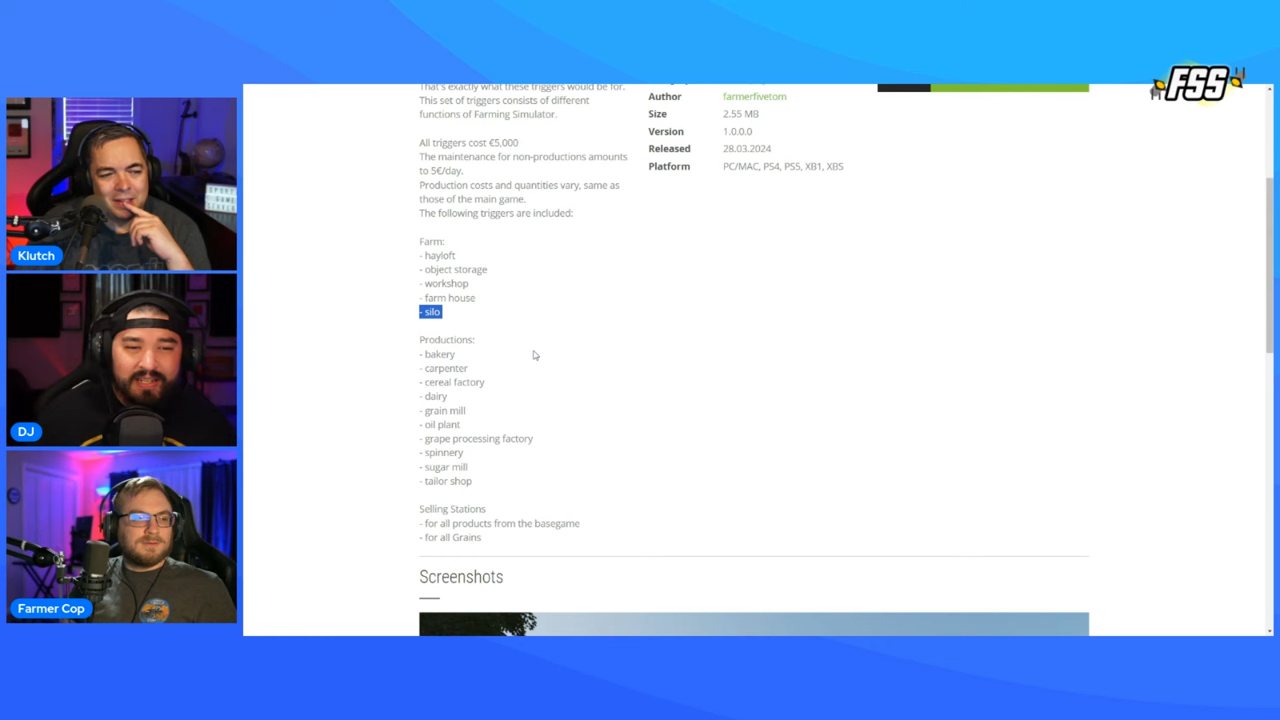 FSS
That's exactly what these triggers would be for.
This set of triggers consists of different
functions of Farming Simulator.
All triggers cost €5,000
The maintenance for non-productions amounts
to 5€/day.
Production costs and quantities vary, same as
those of the main game.
The following triggers are included:
Farm:
- hayloft
- object storage
- workshop
- farm house
- silo
Productions:
- bakery
- carpenter
- cereal factory
- dairy
- grain mill
- oil plant
- grape processing factory
- spinnery
- sugar mill
- tailor shop
Selling Stations
- for all products from the basegame
- for all Grains
Author farmerfivetom
Size 2.55 MB
Version 1.0.0.0
Released 28.03.2024
Platform PC/MAC, PS4, PS5, XB1, XBS
Screenshots
Klutch
DJ
Farmer Cop